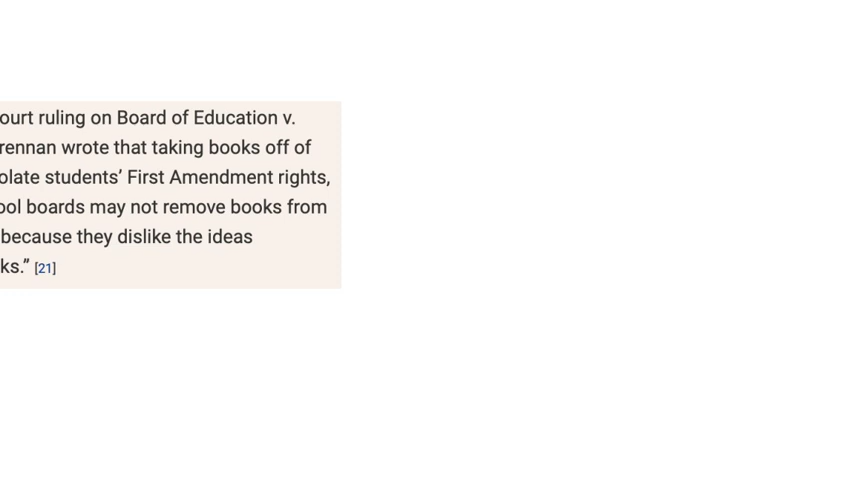 ourt ruling on Board of Education v.
rennan wrote that taking books off of
olate students’ First Amendment rights,
ool boards may not remove books from
because they dislike the ideas
ks.” [21]